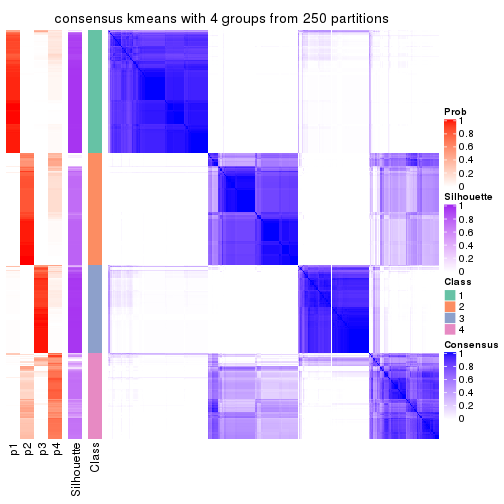 consensus kmeans with 4 groups from 250 partitions
Prob
1
0.8
0.6
0.4
0.2
0
Silhouette
1
0.8
0.6
0.4
0.2
0
Class
1
2
3
4
Consensus
1
0.8
0.6
0.4
0.2
0
p1
p2
p3
p4
Silhouette
Class